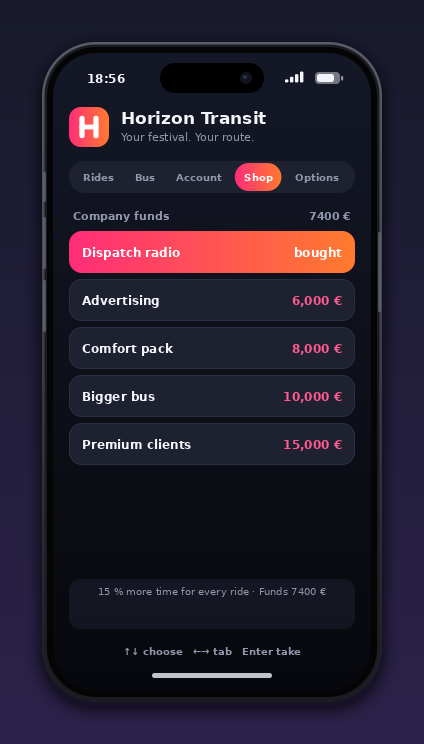 18:56
H
Horizon Transit
Your festival. Your route.
Rides Bus Account Shop Options
Company funds 7400 €
Dispatch radio bought
Advertising 6,000 €
Comfort pack 8,000 €
Bigger bus 10,000 €
Premium clients 15,000 €
15 % more time for every ride · Funds 7400 €
↑↓ choose ←→ tab Enter take